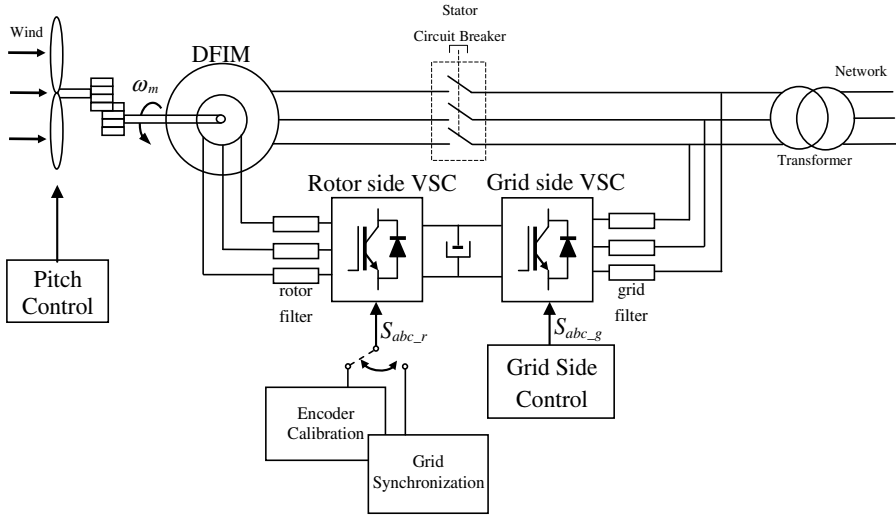 Stator
Circuit Breaker
Wind
DFIM
ω_m
Network
Transformer
Rotor side VSC
Grid side VSC
Pitch
Control
rotor
filter
grid
filter
S_abc_r
S_abc_g
Grid Side
Control
Encoder
Calibration
Grid
Synchronization